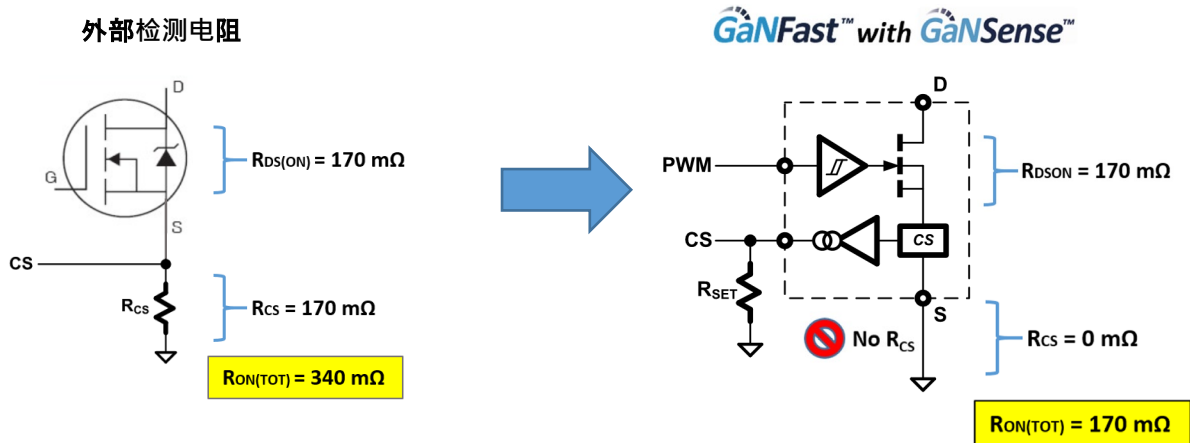 外部检测电阻
D
G
S
RDS(ON) = 170 mΩ
CS
RCS
RCS = 170 mΩ
RON(TOT) = 340 mΩ
GaNFast™ with GaNSense™
D
PWM
RDSON = 170 mΩ
CS
CS
RSET
S
No RCS
RCS = 0 mΩ
RON(TOT) = 170 mΩ